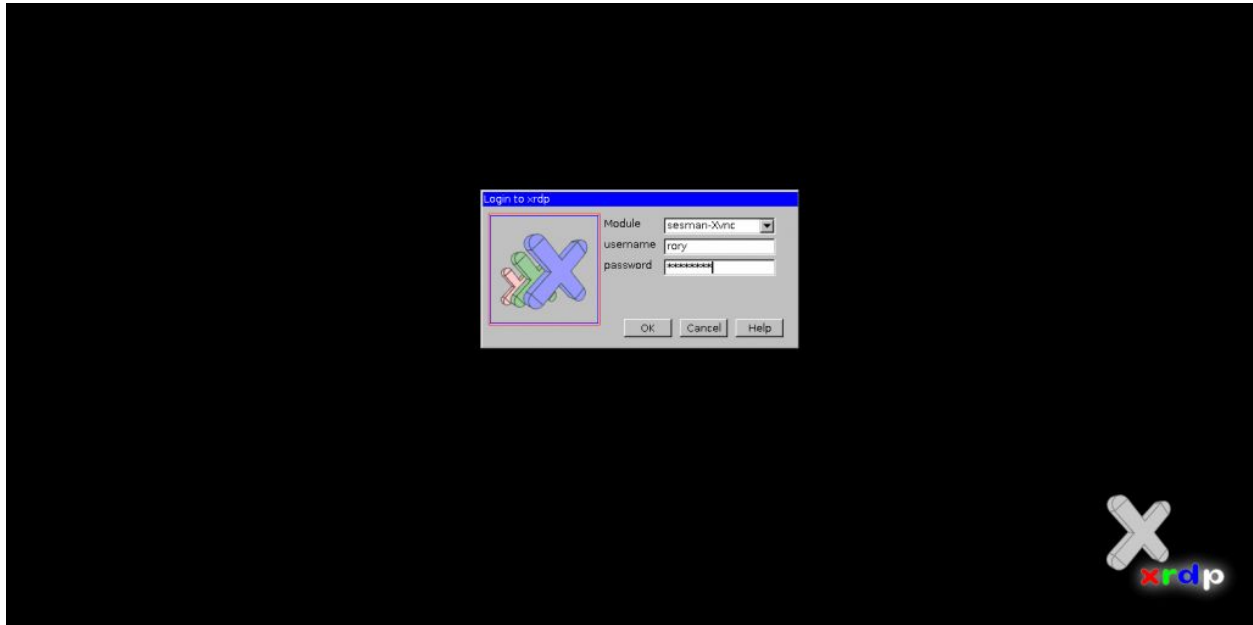 Login to xrdp
Module sesman-Xvnc
username rory
password ********
OK Cancel Help
xrdp